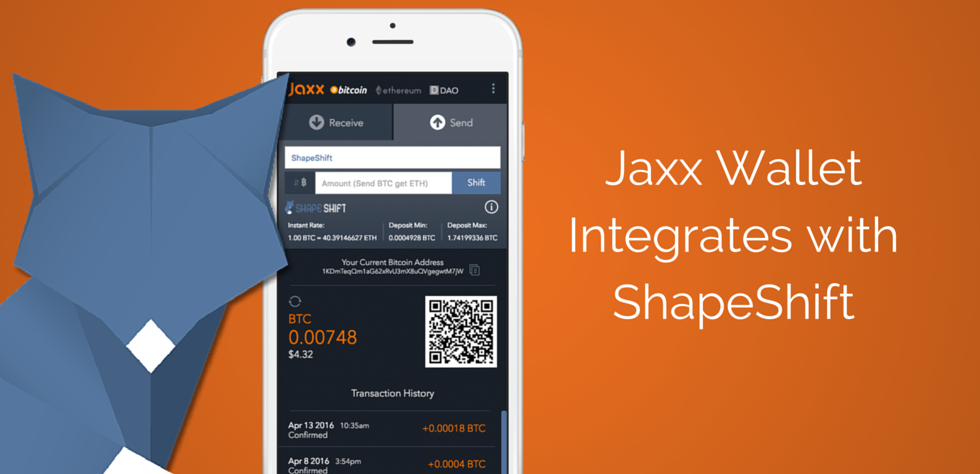 Jaxx bitcoin ethereum DAO
Receive Send
ShapeShift
Amount (Send BTC get ETH) Shift
SHAPESHIFT
Instant Rate: Deposit Min: Deposit Max:
1.00 BTC = 40.39146627 ETH 0.0004928 BTC 1.74199336 BTC
Your Current Bitcoin Address
BTC
0.00748
$4.32
Transaction History
Apr 13 2016 10:35am +0.00018 BTC
Confirmed
Apr 8 2016 3:54pm +0.0004 BTC
Confirmed
Jaxx Wallet
Integrates with
ShapeShift